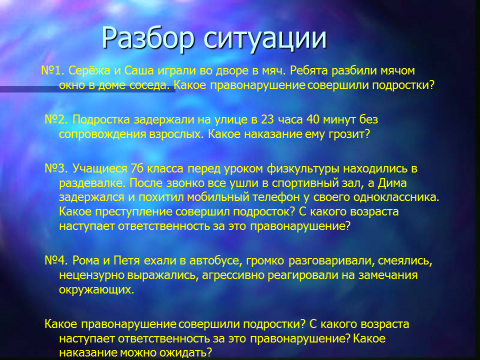 Разбор ситуации
№1. Серёжа и Саша играли во дворе в мяч. Ребята разбили мячом
окно в доме соседа. Какое правонарушение совершили подростки?
№2. Подростка задержали на улице в 23 часа 40 минут без
сопровождения взрослых. Какое наказание ему грозит?
№3. Учащиеся 7б класса перед уроком физкультуры находились в
раздевалке. После звонко все ушли в спортивный зал, а Дима
задержался и похитил мобильный телефон у своего одноклассника.
Какое преступление совершил подросток? С какого возраста
наступает ответственность за это правонарушение?
№4. Рома и Петя ехали в автобусе, громко разговаривали, смеялись,
нецензурно выражались, агрессивно реагировали на замечания
окружающих.
Какое правонарушение совершили подростки? С какого возраста
наступает ответственность за это правонарушение? Какое
наказание можно ожидать?